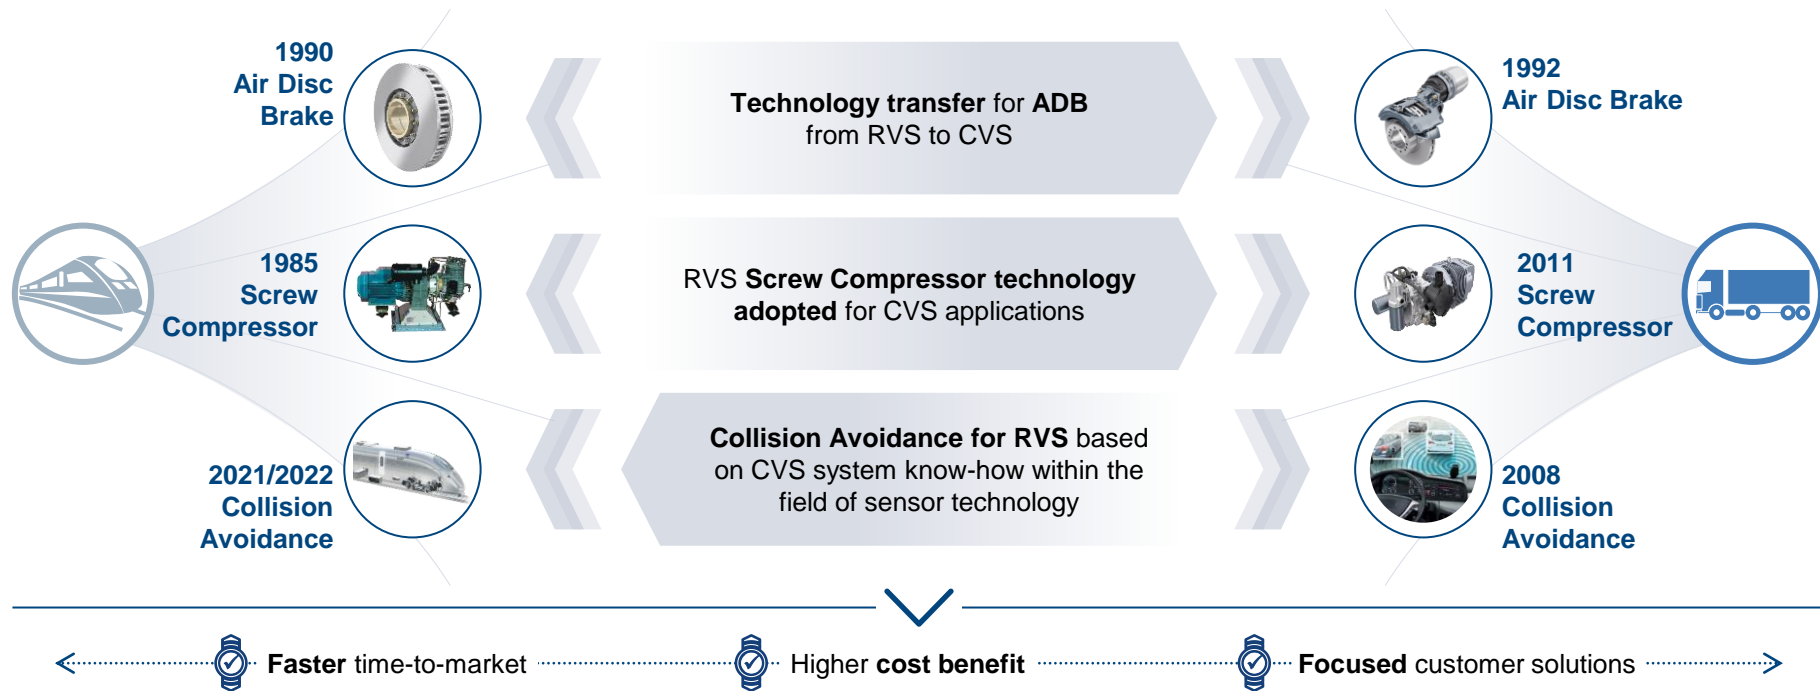 1990
Air Disc
Brake
Technology transfer for ADB
from RVS to CVS
1992
Air Disc Brake
1985
Screw
Compressor
RVS Screw Compressor technology
adopted for CVS applications
2011
Screw
Compressor
2021/2022
Collision
Avoidance
Collision Avoidance for RVS based
on CVS system know-how within the
field of sensor technology
2008
Collision
Avoidance
Faster time-to-market
Higher cost benefit
Focused customer solutions